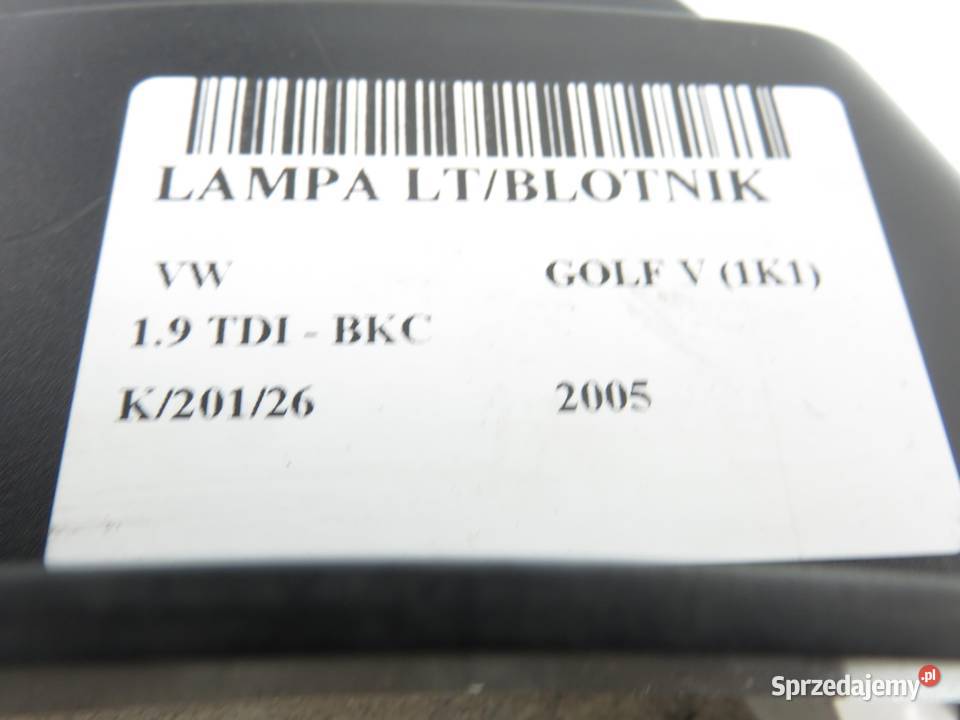 LAMPA LT/BLOTNIK
VW GOLF V (1K1)
1.9 TDI - BKC
K/201/26 2005
Sprzedajemy.pl